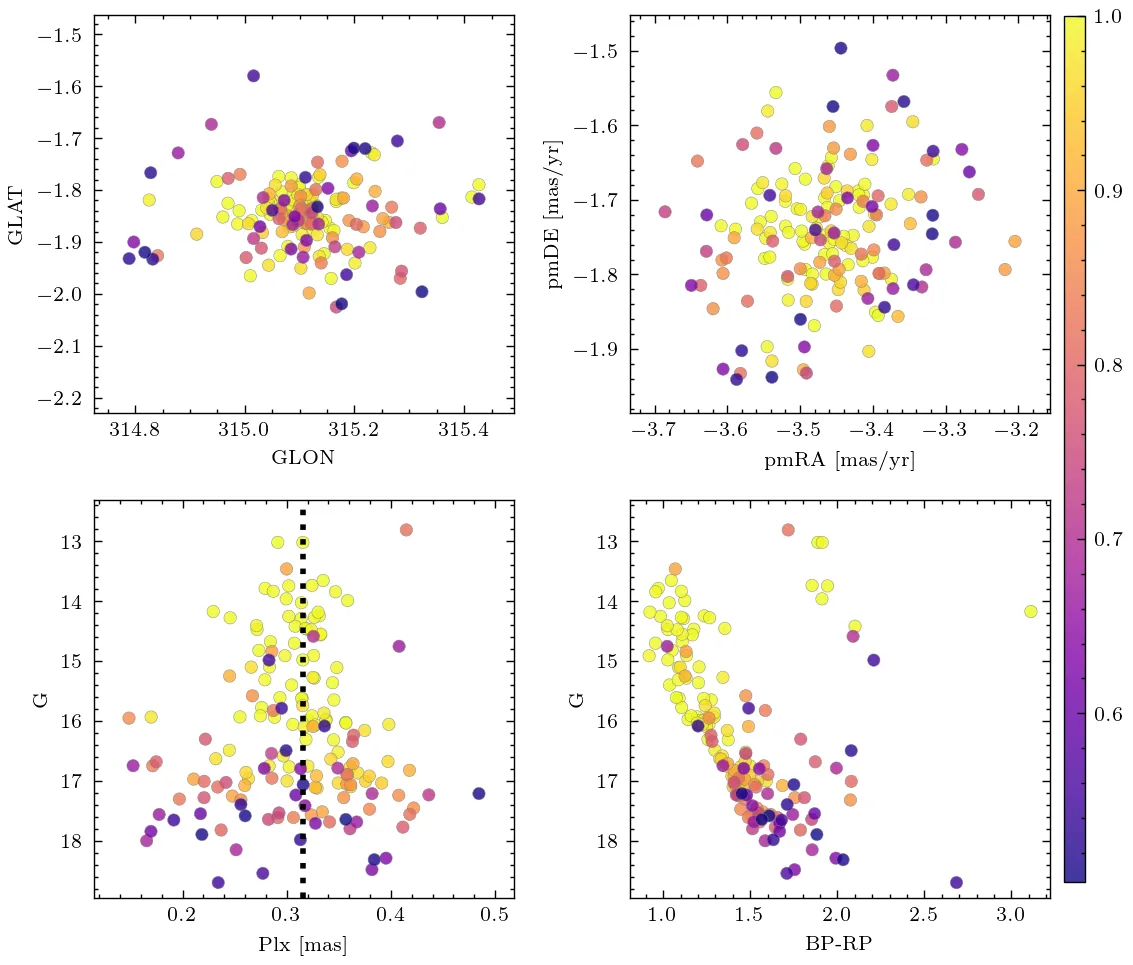 −1.5
−1.6
−1.7
−1.8
−1.9
−2.0
−2.1
−2.2
GLAT
314.8 315.0 315.2 315.4
GLON
−1.5
−1.6
−1.7
−1.8
−1.9
pmDE [mas/yr]
−3.7 −3.6 −3.5 −3.4 −3.3 −3.2
pmRA [mas/yr]
1.0
0.9
0.8
0.7
0.6
13
14
15
16
17
18
G
0.2 0.3 0.4 0.5
Plx [mas]
13
14
15
16
17
18
G
1.0 1.5 2.0 2.5 3.0
BP-RP